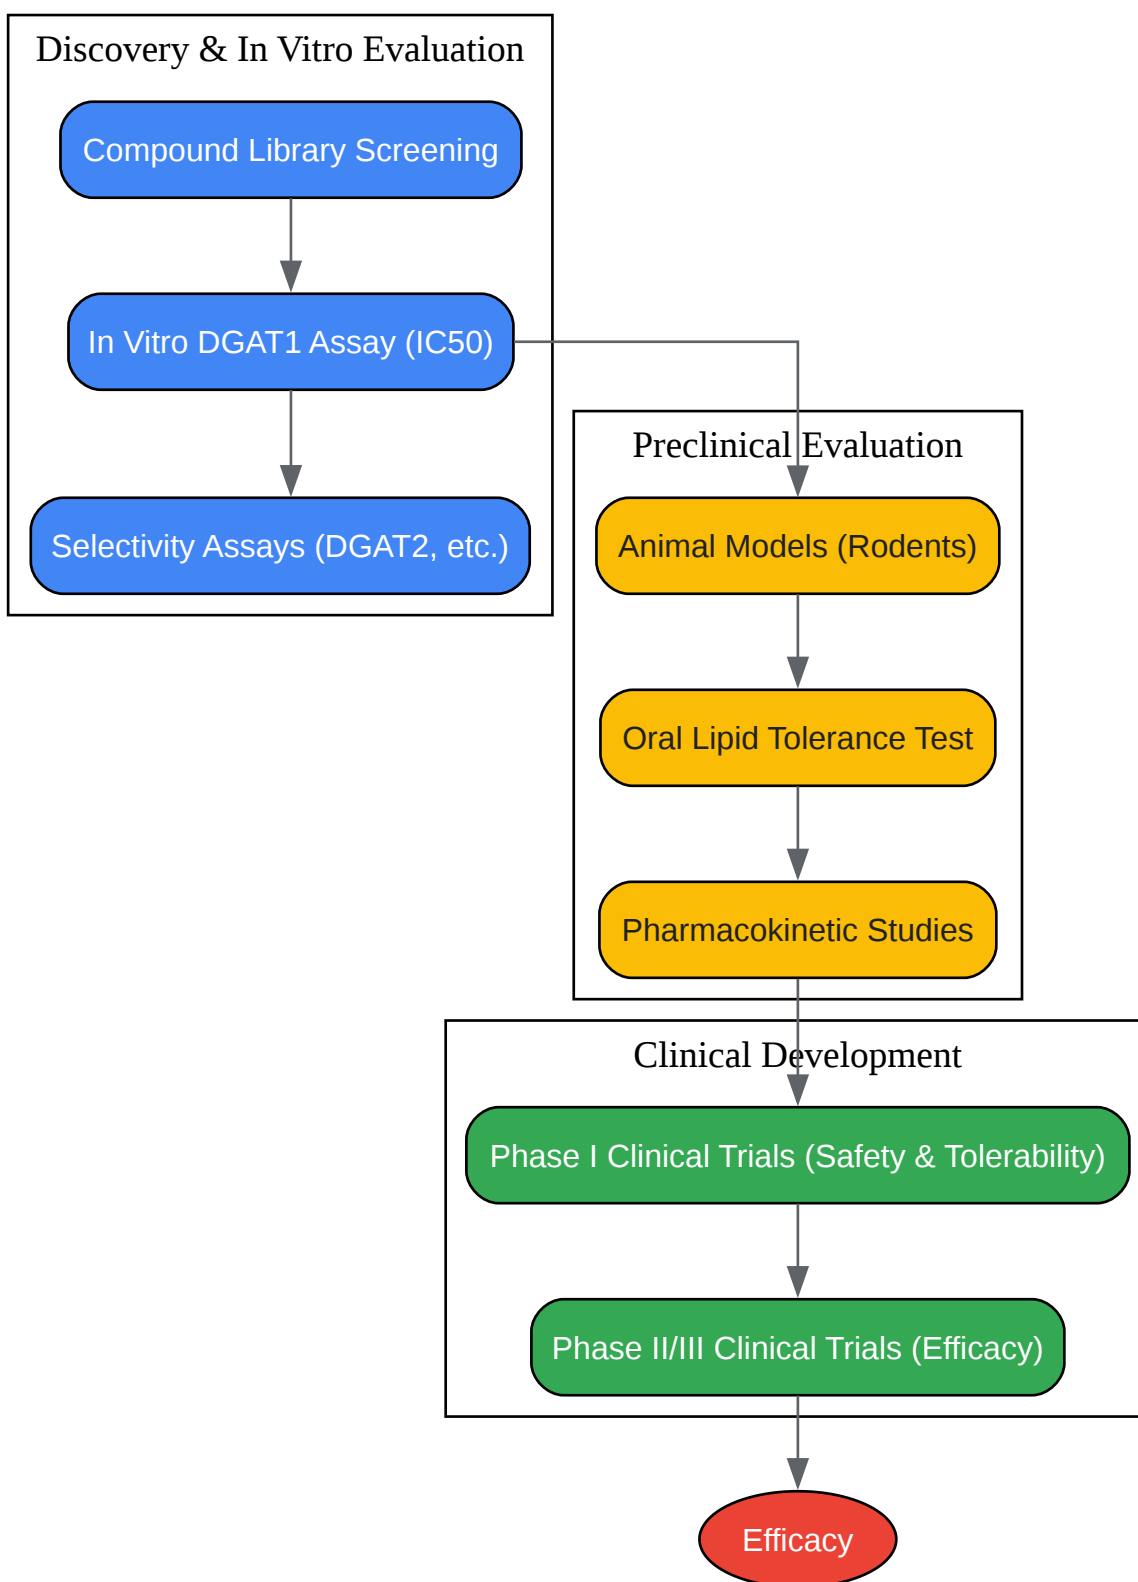 Discovery & In Vitro Evaluation
Compound Library Screening
In Vitro DGAT1 Assay (IC50)
Selectivity Assays (DGAT2, etc.)
Preclinical Evaluation
Animal Models (Rodents)
Oral Lipid Tolerance Test
Pharmacokinetic Studies
Clinical Development
Phase I Clinical Trials (Safety & Tolerability)
Phase II/III Clinical Trials (Efficacy)
Efficacy